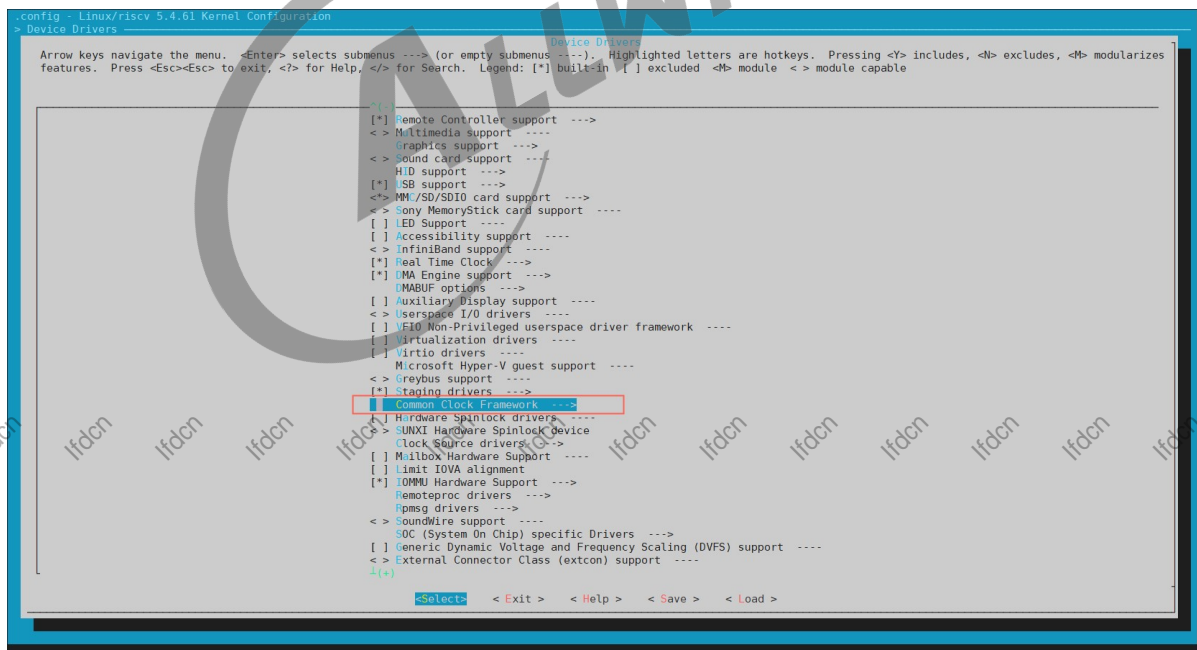 .config - Linux/riscv 5.4.61 Kernel Configuration
> Device Drivers
Device Drivers
Arrow keys navigate the menu. <Enter> selects submenus ---> (or empty submenus ----). Highlighted letters are hotkeys. Pressing <Y> includes, <N> excludes, <M> modularizes
features. Press <Esc><Esc> to exit, <?> for Help, </> for Search. Legend: [*] built-in [ ] excluded <M> module < > module capable
^(-)
[*] Remote Controller support --->
< > Multimedia support ----
Graphics support --->
< > Sound card support ----
HID support --->
[*] USB support --->
<*> MMC/SD/SDIO card support --->
< > Sony MemoryStick card support ----
[ ] LED Support ----
[ ] Accessibility support ----
< > InfiniBand support ----
[*] Real Time Clock --->
[*] DMA Engine support --->
DMABUF options --->
[ ] Auxiliary Display support ----
< > Userspace I/O drivers ----
[ ] VFIO Non-Privileged userspace driver framework ----
[ ] Virtualization drivers ----
[ ] Virtio drivers ----
Microsoft Hyper-V guest support ----
< > Greybus support ----
[*] Staging drivers --->
Common Clock Framework --->
[ ] Hardware Spinlock drivers ----
< > SUNXI Hardware Spinlock device
Clock Source drivers --->
[ ] Mailbox Hardware Support ----
[ ] Limit IOVA alignment
[*] IOMMU Hardware Support --->
Remoteproc drivers --->
Rpmsg drivers --->
< > SoundWire support ----
SOC (System On Chip) specific Drivers --->
[ ] Generic Dynamic Voltage and Frequency Scaling (DVFS) support ----
< > External Connector Class (extcon) support ----
┴(+)
<Select> < Exit > < Help > < Save > < Load >
ALLW
lfdcn lfdcn lfdcn lfdcn lfdcn lfdcn lfdcn lfdcn lfdcn lfdcn lfdcn lfdcn